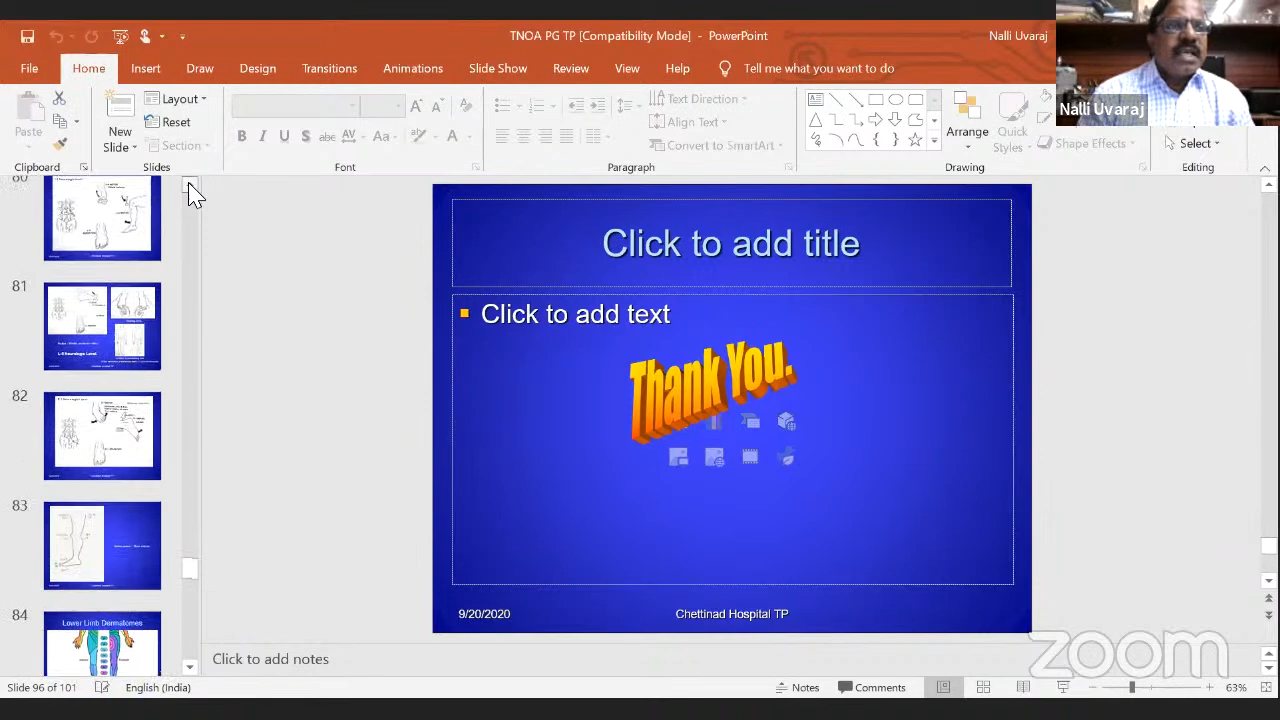 TNOA PG TP [Compatibility Mode] - PowerPoint
Nalli Uvaraj
File Home Insert Draw Design Transitions Animations Slide Show Review View Help Tell me what you want to do
Paste
Clipboard
New Slide
Layout
Reset
Section
Slides
Font
Text Direction
Align Text
Convert to SmartArt
Paragraph
Arrange
Quick Styles
Shape Effects
Drawing
Select
Editing
Nalli Uvaraj
81
82
83
84
Lower Limb Dermatomes
Click to add title
Click to add text
Thank You.
9/20/2020
Chettinad Hospital TP
zoom
Click to add notes
Slide 96 of 101
English (India)
Notes
Comments
63%